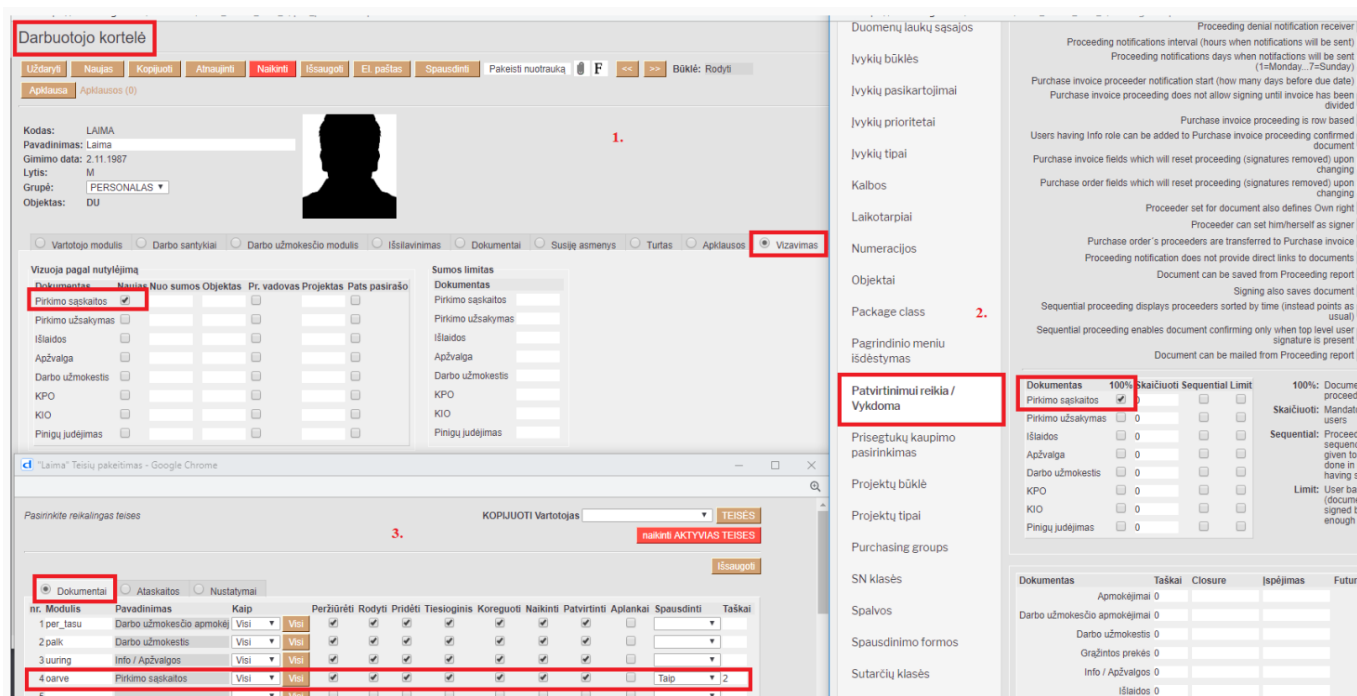 Darbuotojo kortelė
Uždaryti Naujas Kopijuoti Atnaujinti Naikinti Išsaugoti El. paštas Spausdinti Pakeisti nuotrauką F << >> Būklė: Rodyti
Apklausa Apklausos (0)
Kodas: LAIMA
Pavadinimas: Laima
Gimimo data: 2.11.1987
Lytis: M
Grupė: PERSONALAS
Objektas: DU
1.
Vartotojo modulis Darbo santykiai Darbo užmokesčio modulis Išsilavinimas Dokumentai Susiję asmenys Turtas Apklausos Vizavimas
Vizuoja pagal nutylėjimą
Dokumentas Naujas Nuo sumos Objektas Pr. vadovas Projektas Pats pasirašo
Pirkimo sąskaitos
Pirkimo užsakymas
Išlaidos
Apžvalga
Darbo užmokestis
KPO
KIO
Pinigų judėjimas
Sumos limitas
Dokumentas
Pirkimo sąskaitos
Pirkimo užsakymas
Išlaidos
Apžvalga
Darbo užmokestis
KPO
KIO
Pinigų judėjimas
"Laima" Teisių pakeitimas - Google Chrome
Pasirinkite reikalingas teises
KOPIJUOTI Vartotojas TEISĖS
3.
naikinti AKTYVIAS TEISES
Išsaugoti
Dokumentai Ataskaitos Nustatymai
nr. Modulis Pavadinimas Kaip Peržiūrėti Rodyti Pridėti Tiesioginis Koreguoti Naikinti Patvirtinti Aplankai Spausdinti Taškai
1 per_tasu Darbo užmokesčio apmokėj Visi Visi
2 palk Darbo užmokestis Visi Visi
3 uuring Info / Apžvalgos Visi Visi
4 oarve Pirkimo sąskaitos Visi Visi Taip 2
Duomenų laukų sąsajos
Įvykių būklės
Įvykių pasikartojimai
Įvykių prioritetai
Įvykių tipai
Kalbos
Laikotarpiai
Numeracijos
Objektai
Package class
2.
Pagrindinio meniu
išdėstymas
Patvirtinimui reikia /
Vykdoma
Prisegtukų kaupimo
pasirinkimas
Projektų būklė
Projektų tipai
Purchasing groups
SN klasės
Spalvos
Spausdinimo formos
Sutarčių klasės
Proceeding denial notification receiver
Proceeding notifications interval (hours when notifications will be sent)
Proceeding notifications days when notifactions will be sent
(1=Monday...7=Sunday)
Purchase invoice proceeder notification start (how many days before due date)
Purchase invoice proceeding does not allow signing until invoice has been
divided
Purchase invoice proceeding is row based
Users having Info role can be added to Purchase invoice proceeding confirmed
document
Purchase invoice fields which will reset proceeding (signatures removed) upon
changing
Purchase order fields which will reset proceeding (signatures removed) upon
changing
Proceeder set for document also defines Own right
Proceeder can set him/herself as signer
Purchase order´s proceeders are transferred to Purchase invoice
Proceeding notification does not provide direct links to documents
Document can be saved from Proceeding report
Signing also saves document
Sequential proceeding displays proceeders sorted by time (instead points as
usual)
Sequential proceeding enables document confirming only when top level user
signature is present
Document can be mailed from Proceeding report
Dokumentas 100% Skaičiuoti Sequential Limit
Pirkimo sąskaitos 0
Pirkimo užsakymas 0
Išlaidos 0
Apžvalga 0
Darbo užmokestis 0
KPO 0
KIO 0
Pinigų judėjimas 0
100%: Docume
proceed
Skaičiuoti: Mandat
users
Sequential: Proceed
sequenc
given to
done in
having s
Limit: User ba
(docume
signed b
enough
Dokumentas Taškai Closure Įspėjimas Futur
Apmokėjimai 0
Darbo užmokesčio apmokėjimai 0
Darbo užmokestis 0
Grąžintos prekės 0
Info / Apžvalgos 0
Išlaidos 0